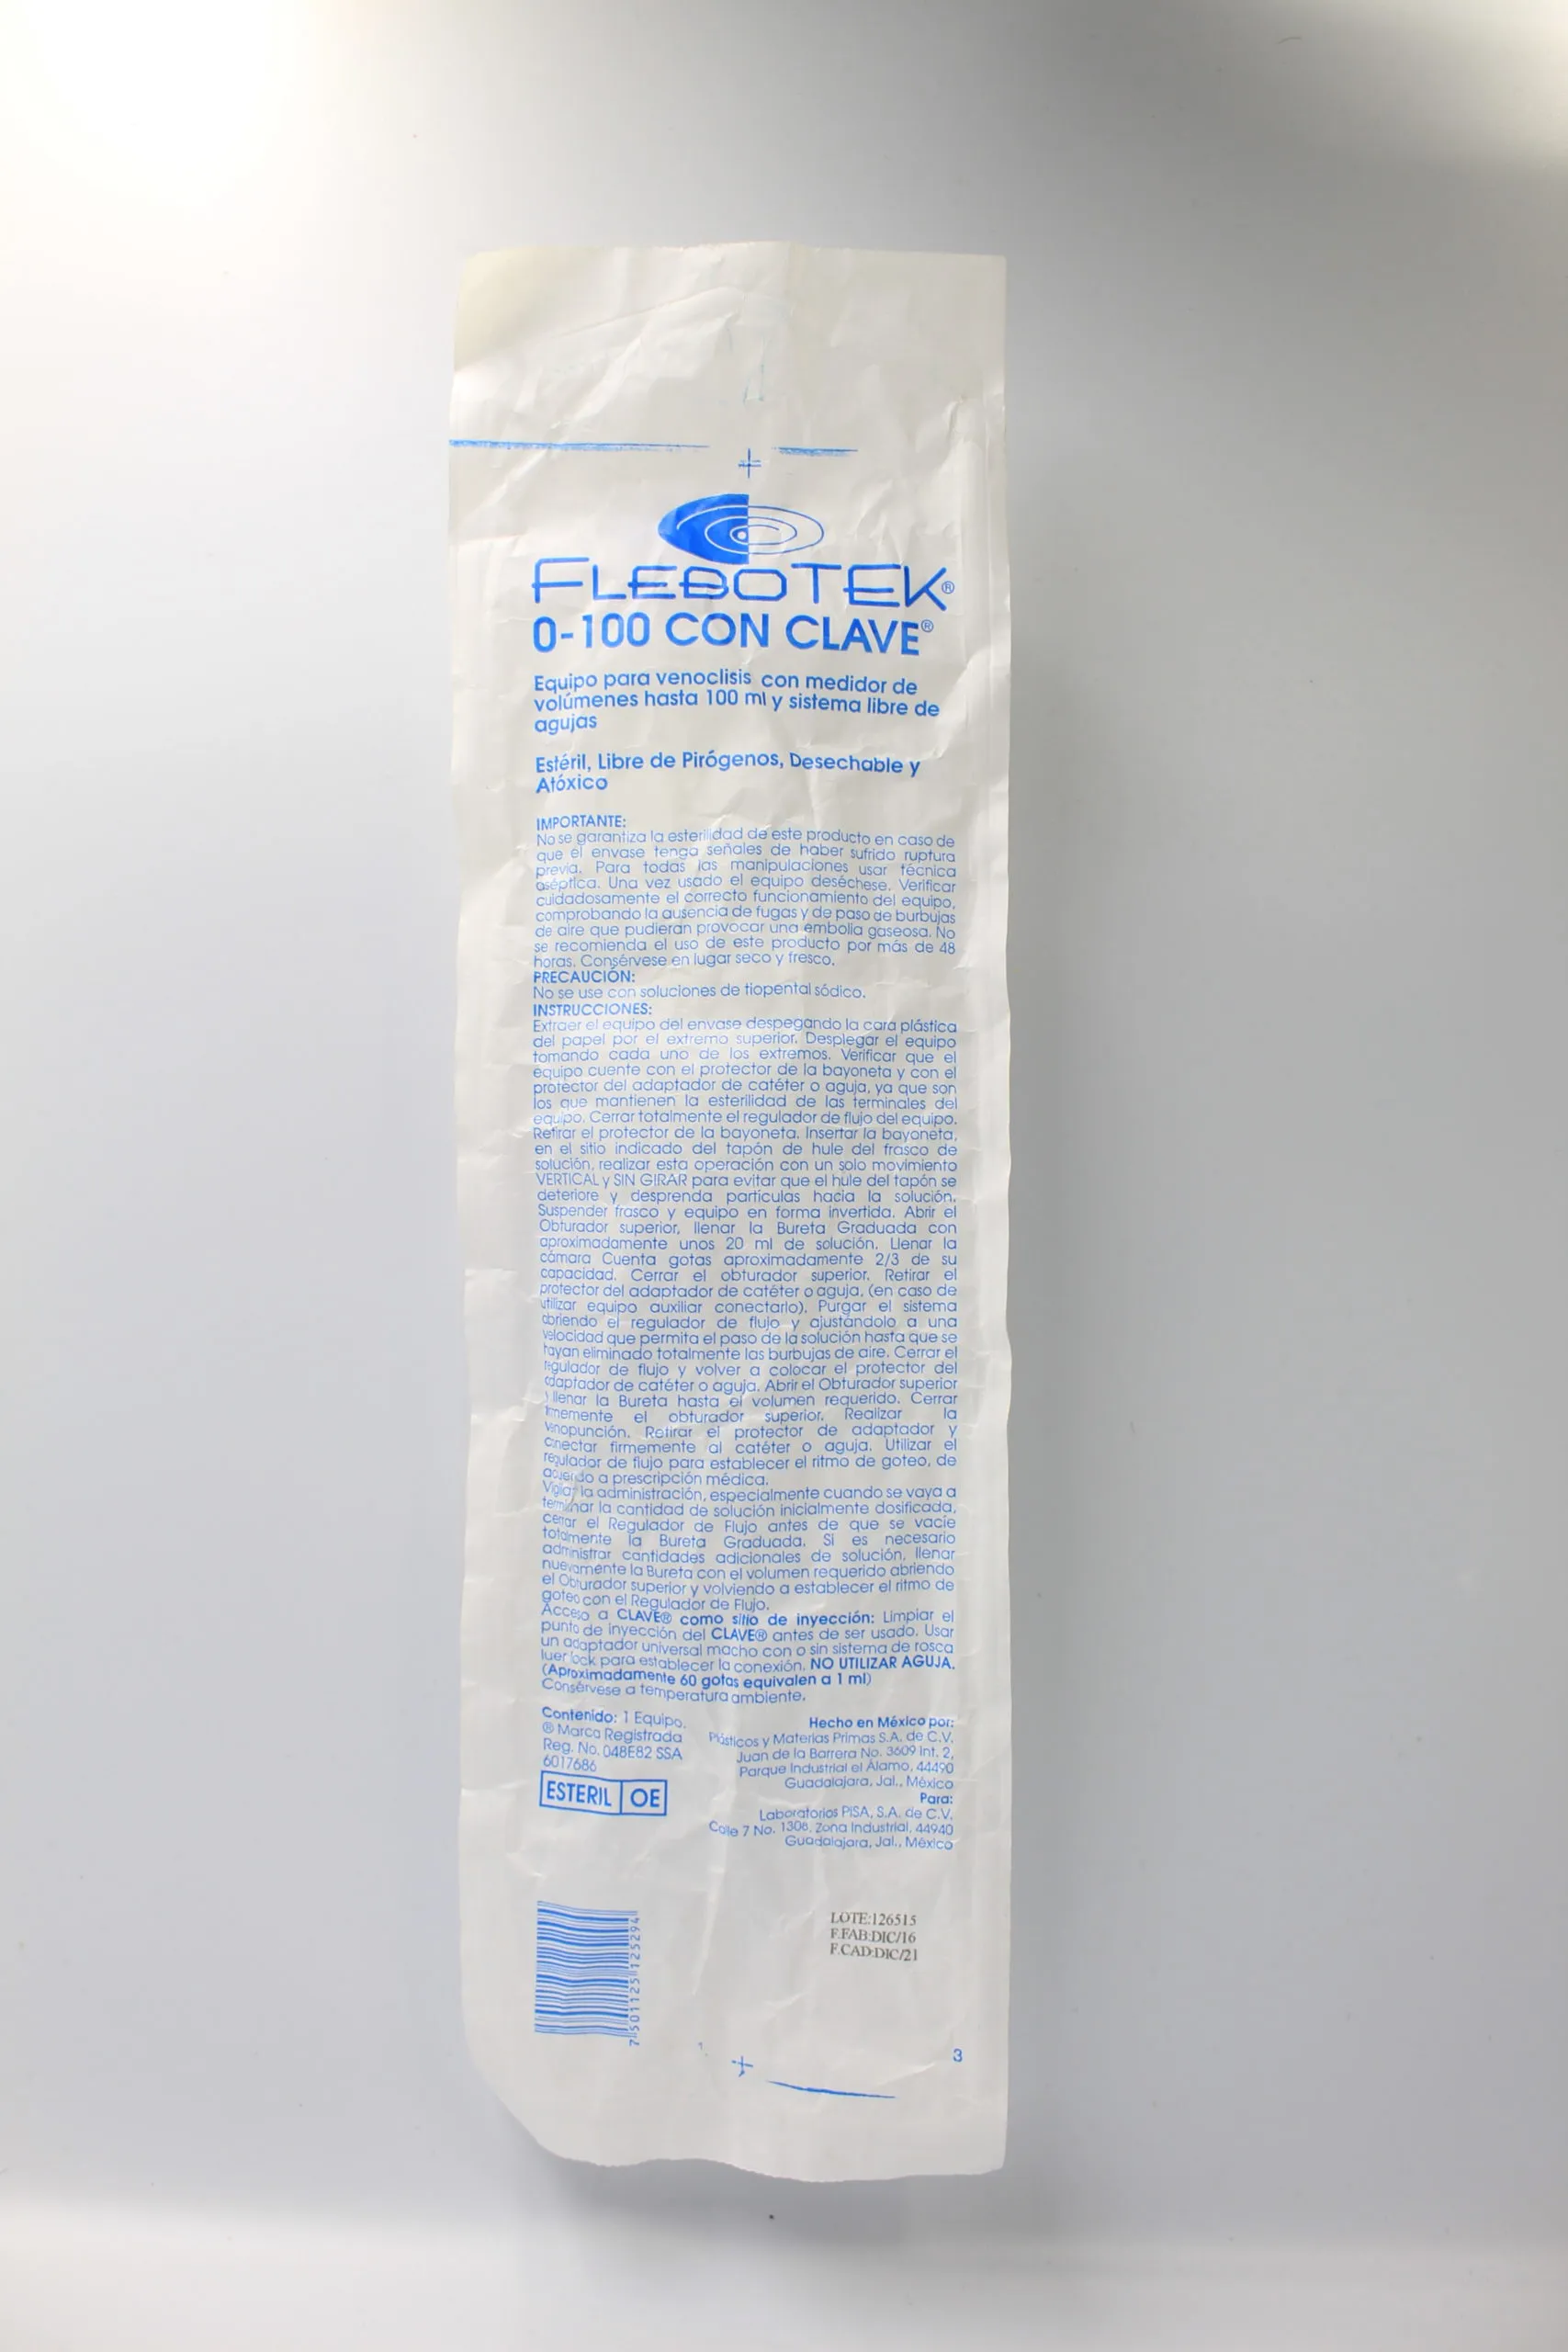 FLEBOTEK®
0-100 CON CLAVE®
Equipo para venoclisis con medidor de
volúmenes hasta 100 ml y sistema libre de
agujas
Estéril, Libre de Pirógenos, Desechable y
Atóxico
IMPORTANTE:
No se garantiza la esterilidad de este producto en caso de
que el envase tenga señales de haber sufrido ruptura
previa. Para todas las manipulaciones usar técnica
aséptica. Una vez usado el equipo deséchese. Verificar
cuidadosamente el correcto funcionamiento del equipo,
comprobando la ausencia de fugas y de paso de burbujas
de aire que pudieran provocar una embolia gaseosa. No
se recomienda el uso de este producto por más de 48
horas. Consérvese en lugar seco y fresco.
PRECAUCIÓN:
No se use con soluciones de tiopental sódico.
INSTRUCCIONES:
Extraer el equipo del envase despegando la cara plástica
del papel por el extremo superior. Desplegar el equipo
tomando cada uno de los extremos. Verificar que el
equipo cuente con el protector de la bayoneta y con el
protector del adaptador de catéter o aguja, ya que son
los que mantienen la esterilidad de las terminales del
equipo. Cerrar totalmente el regulador de flujo del equipo.
Retirar el protector de la bayoneta. Insertar la bayoneta,
en el sitio indicado del tapón de hule del frasco de
solución, realizar esta operación con un solo movimiento
VERTICAL y SIN GIRAR para evitar que el hule del tapón se
deteriore y desprenda partículas hacia la solución.
Suspender frasco y equipo en forma invertida. Abrir el
Obturador superior, llenar la Bureta Graduada con
aproximadamente unos 20 ml de solución. Llenar la
cámara Cuenta gotas aproximadamente 2/3 de su
capacidad. Cerrar el obturador superior. Retirar el
protector del adaptador de catéter o aguja, (en caso de
utilizar equipo auxiliar conectarlo). Purgar el sistema
abriendo el regulador de flujo y ajustándolo a una
velocidad que permita el paso de la solución hasta que se
hayan eliminado totalmente las burbujas de aire. Cerrar el
regulador de flujo y volver a colocar el protector del
adaptador de catéter o aguja. Abrir el Obturador superior
y llenar la Bureta hasta el volumen requerido. Cerrar
firmemente el obturador superior. Realizar la
venopunción. Retirar el protector de adaptador y
conectar firmemente al catéter o aguja. Utilizar el
regulador de flujo para establecer el ritmo de goteo, de
acuerdo a prescripción médica.
Vigilar la administración, especialmente cuando se vaya a
terminar la cantidad de solución inicialmente dosificada,
cerrar el Regulador de Flujo antes de que se vacíe
totalmente la Bureta Graduada. Si es necesario
administrar cantidades adicionales de solución, llenar
nuevamente la Bureta con el volumen requerido abriendo
el Obturador superior y volviendo a establecer el ritmo de
goteo con el Regulador de Flujo.
Acceso a CLAVE® como sitio de inyección: Limpiar el
punto de inyección del CLAVE® antes de ser usado. Usar
un adaptador universal macho con o sin sistema de rosca
luer lock para establecer la conexión. NO UTILIZAR AGUJA.
(Aproximadamente 60 gotas equivalen a 1 ml)
Consérvese a temperatura ambiente.
Contenido: 1 Equipo.
® Marca Registrada
Reg. No. 048E82 SSA
6017686
ESTERIL OE
Hecho en México por:
Plásticos y Materias Primas S.A. de C.V.
Juan de la Barrera No. 3609 Int. 2,
Parque Industrial el Álamo, 44490
Guadalajara, Jal., México
Para:
Laboratorios PiSA, S.A. de C.V.
Calle 7 No. 1308, Zona Industrial, 44940
Guadalajara, Jal., México
7501125125294
LOTE:126515
F.FAB:DIC/16
F.CAD:DIC/21
3